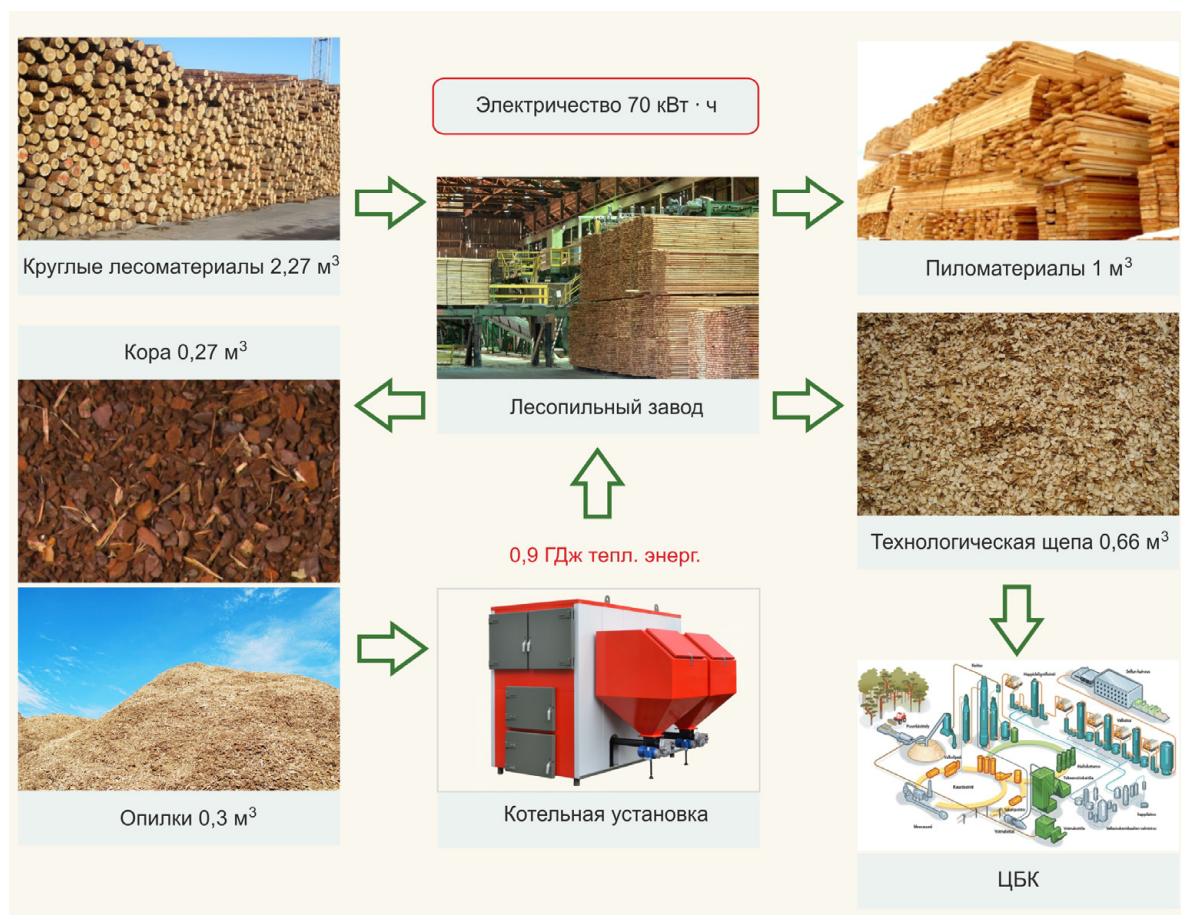 Электричество 70 кВт · ч
Круглые лесоматериалы 2,27 м³
Пиломатериалы 1 м³
Кора 0,27 м³
Лесопильный завод
Технологическая щепа 0,66 м³
0,9 ГДж тепл. энерг.
Опилки 0,3 м³
Котельная установка
ЦБК